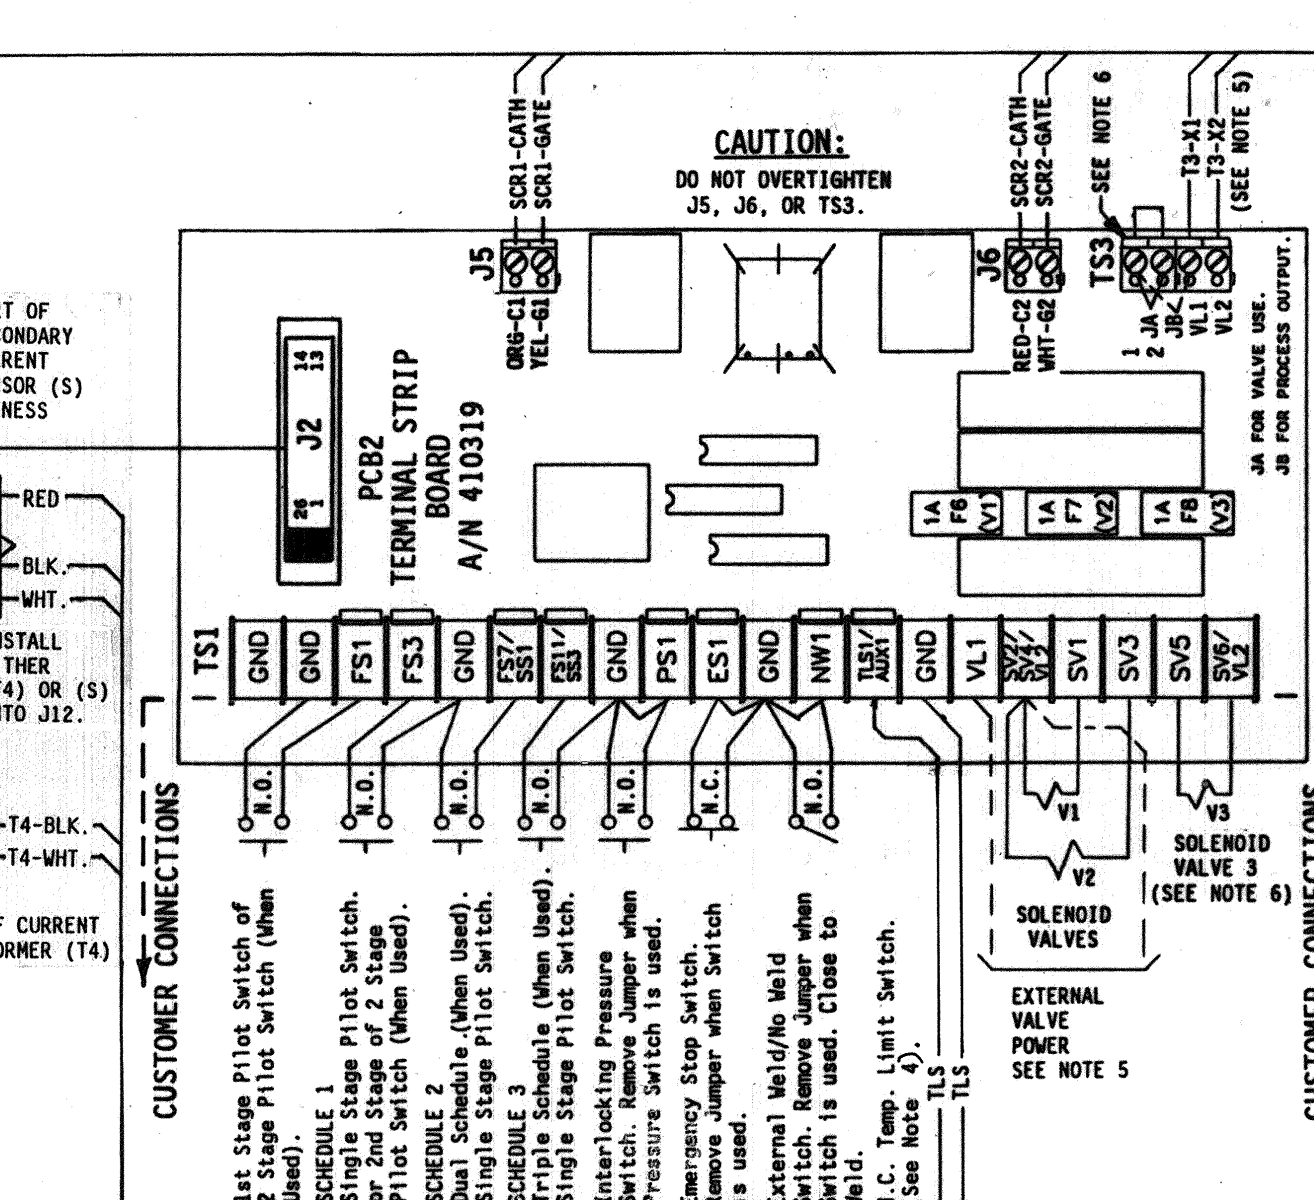 SCR1-CATH
SCR1-GATE
CAUTION:
DO NOT OVERTIGHTEN
J5, J6, OR TS3.
SCR2-CATH
SCR2-GATE
SEE NOTE 6
T3-X1
T3-X2
(SEE NOTE 5)
J5
ORG-C1
YEL-G1
J6
RED-C2
WHT-G2
TS3
1
2
JA
JB
VL1
VL2
JA FOR VALVE USE.
JB FOR PROCESS OUTPUT.
OF
SOR (S)
RED
BLK.
WHT.
OR (S)
J12.
T4-BLK.
T4-WHT.
CURRENT
(T4)
14
13
J2
26
1
PCB2
TERMINAL STRIP
BOARD
A/N 410319
1A
F6
(V1)
1A
F7
(V2)
1A
F8
(V3)
TS1
GND
GND
FS1
FS3
GND
FS7/
SS1
FS11/
SS3
GND
PS1
ES1
GND
NW1
TLS1/
AUX1
GND
VL1
SV2/
SV4/
VL2
SV1
SV3
SV5
SV6/
VL2
N.O.
N.O.
N.O.
N.O.
N.O.
N.C.
N.O.
V1
V2
V3
SOLENOID
VALVES
SOLENOID
VALVE 3
(SEE NOTE 6)
EXTERNAL
VALVE
POWER
SEE NOTE 5
CUSTOMER CONNECTIONS
1st Stage Pilot Switch of
2 Stage Pilot Switch (When
Used).
SCHEDULE 1
Single Stage Pilot Switch.
or 2nd Stage of 2 Stage
Pilot Switch (When Used).
SCHEDULE 2
Dual Schedule .(When Used).
Single Stage Pilot Switch.
SCHEDULE 3
Triple Schedule (When Used).
Single Stage Pilot Switch.
Interlocking Pressure
Switch. Remove Jumper when
Pressure Switch is used.
Emergency Stop Switch.
Remove Jumper when Switch
is used.
External Weld/No Weld
Switch. Remove Jumper when
Switch is used. Close to
Weld.
N.C. Temp. Limit Switch.
(See Note 4).
TLS
TLS
CUSTOMER CONNECTIONS